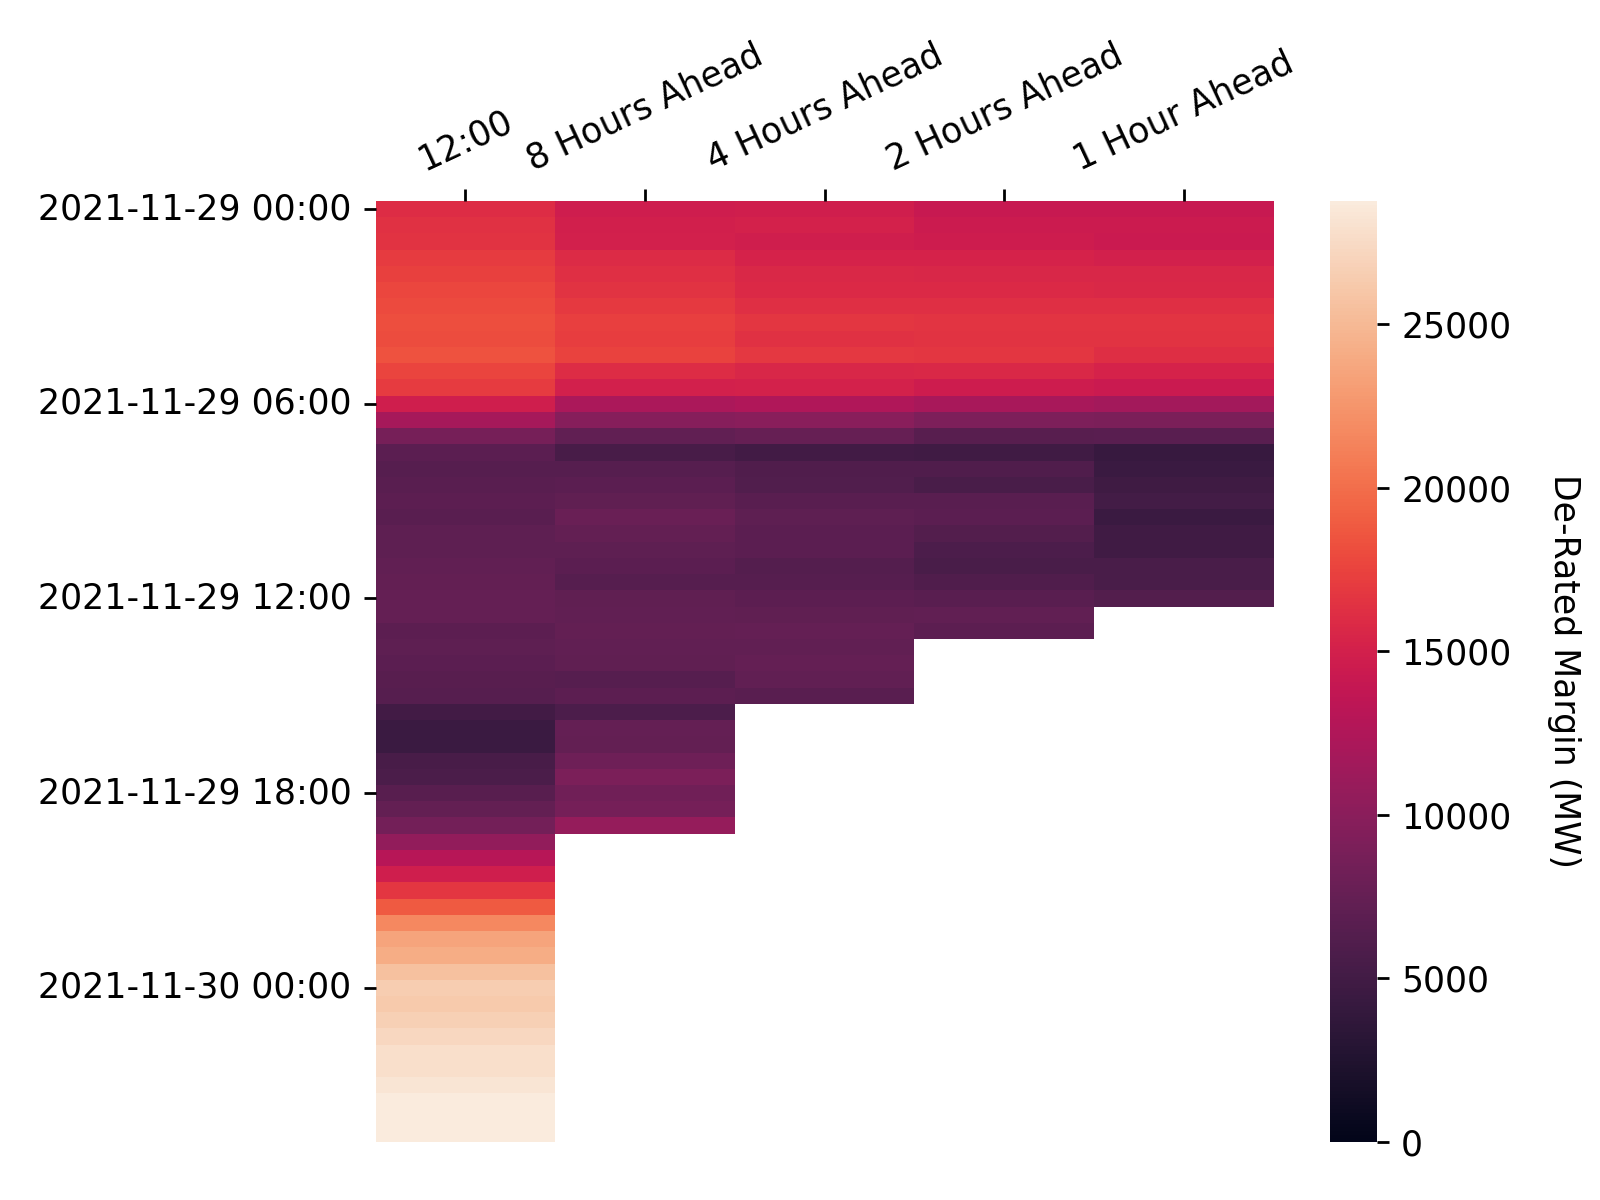 12:00
8 Hours Ahead
4 Hours Ahead
2 Hours Ahead
1 Hour Ahead
2021-11-29 00:00
2021-11-29 06:00
2021-11-29 12:00
2021-11-29 18:00
2021-11-30 00:00
25000
20000
15000
10000
5000
0
De-Rated Margin (MW)